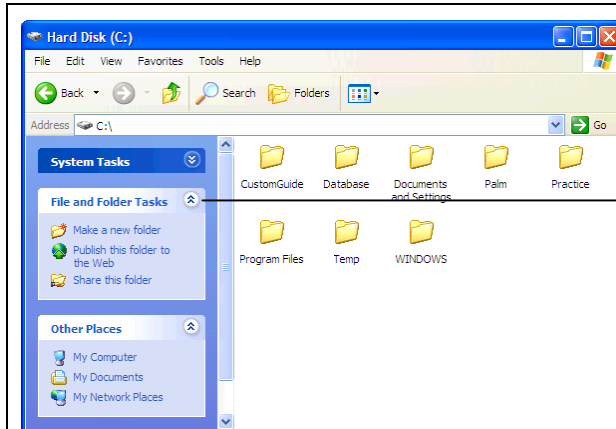 Hard Disk (C:)
File Edit View Favorites Tools Help
Back Search Folders
Address C:\ Go
System Tasks
File and Folder Tasks
Make a new folder
Publish this folder to
the Web
Share this folder
Other Places
My Computer
My Documents
My Network Places
CustomGuide Database Documents
and Settings Palm Practice
Program Files Temp WINDOWS